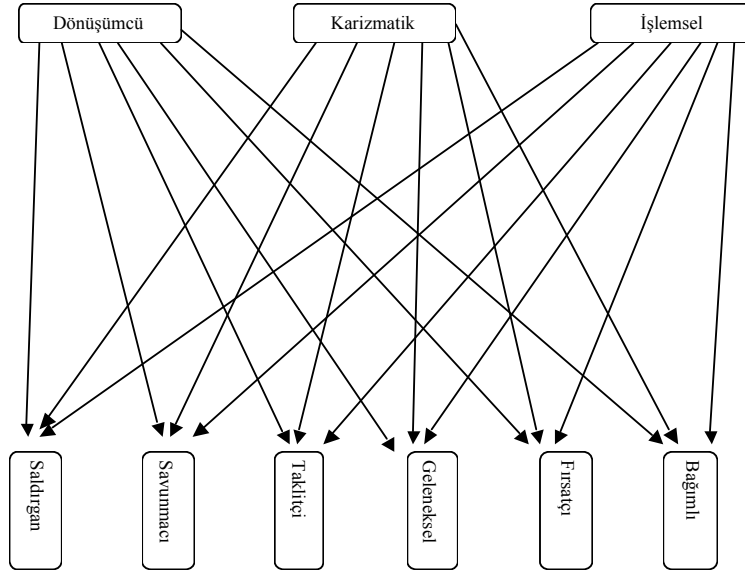 Dönüşümcü
Karizmatik
İşlemsel
Saldırgan
Savunmacı
Taklitçi
Geleneksel
Fırsatçı
Bağımlı